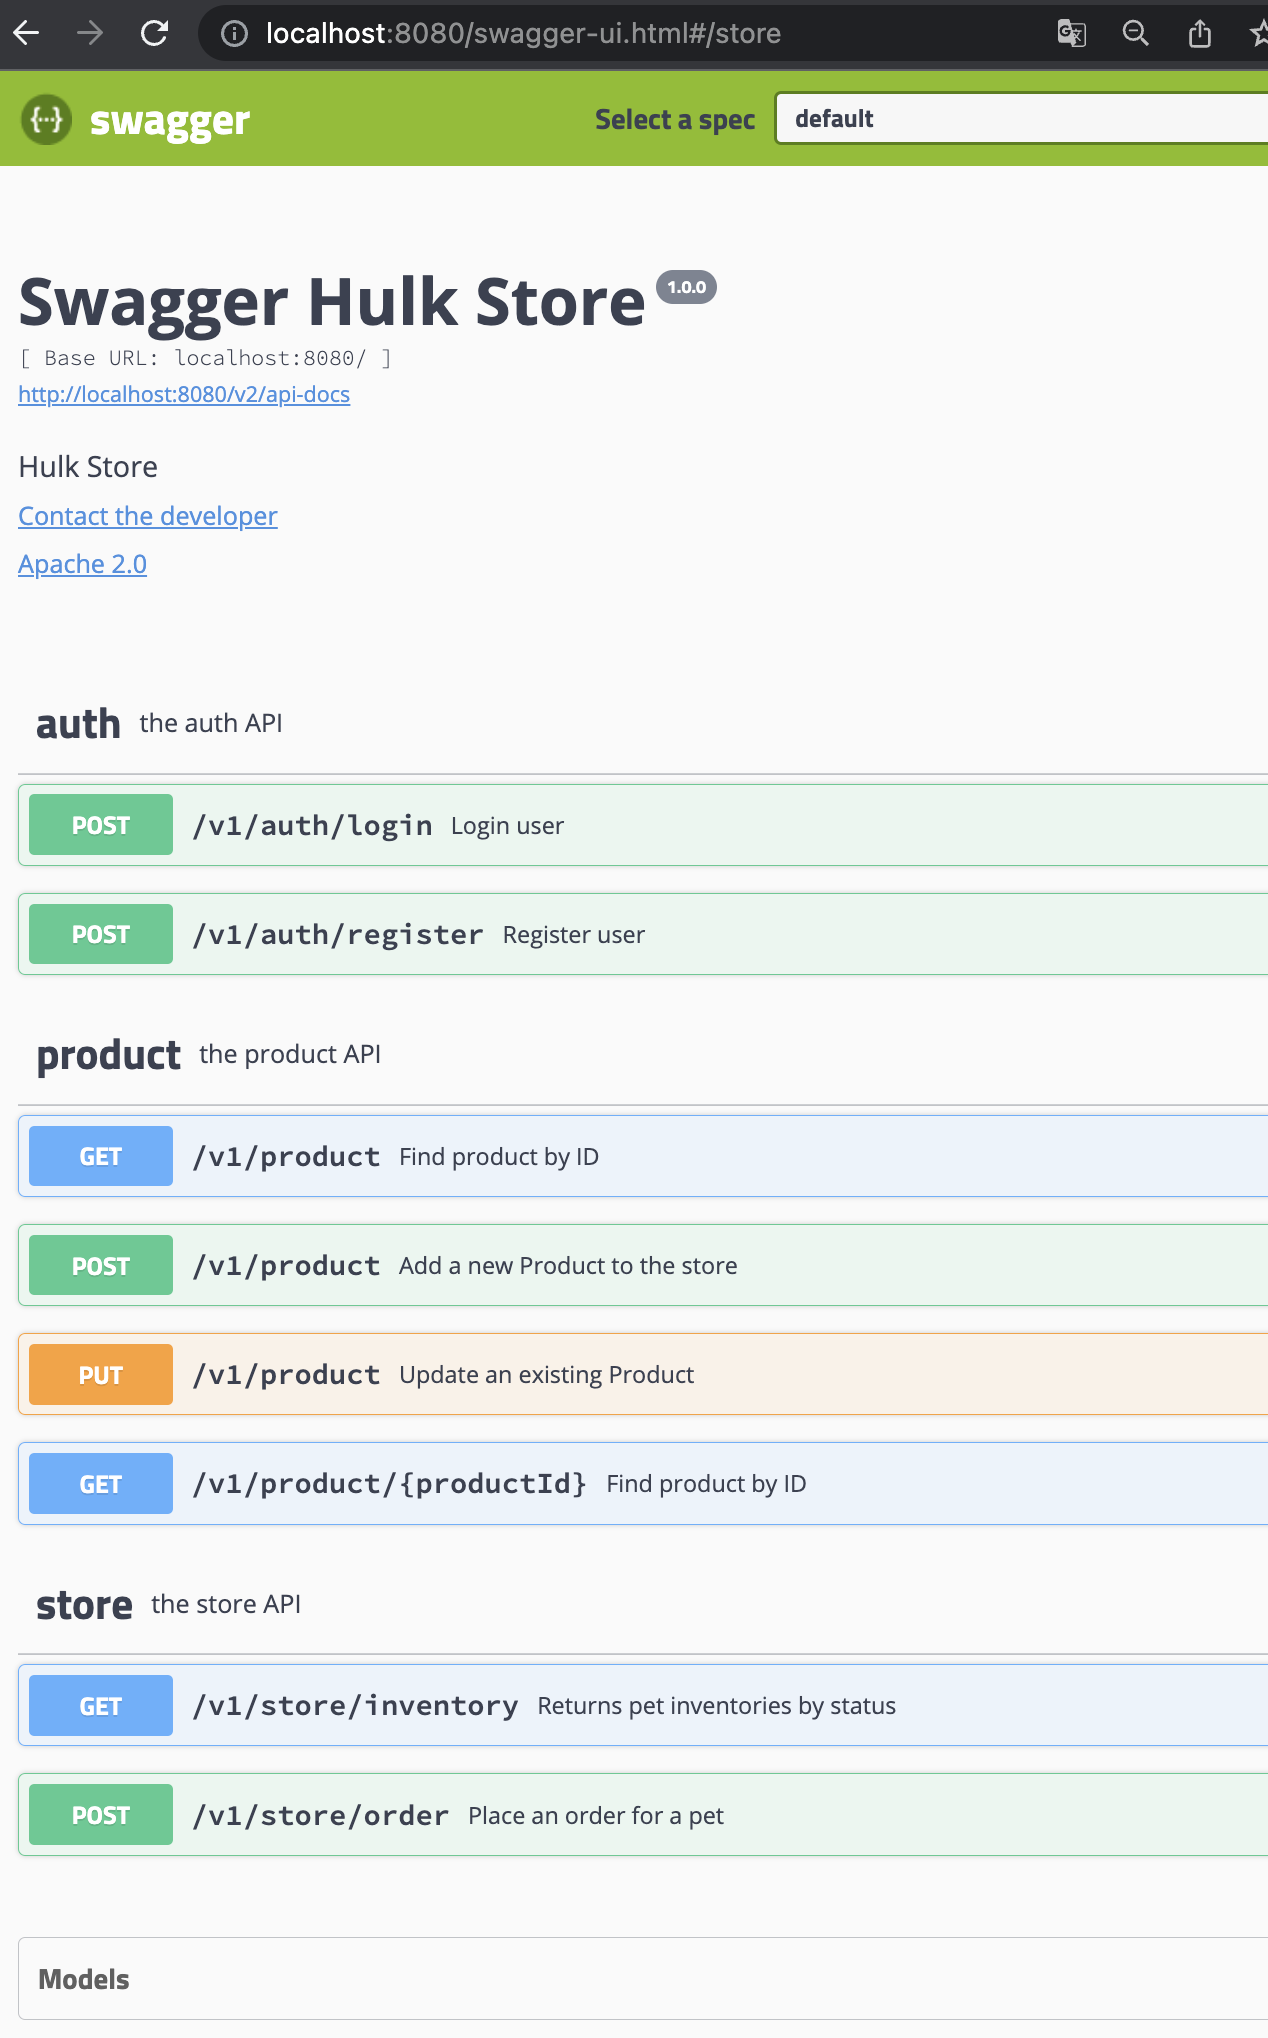 localhost:8080/swagger-ui.html#/store
swagger
Select a spec
default
Swagger Hulk Store 1.0.0
[ Base URL: localhost:8080/ ]
http://localhost:8080/v2/api-docs
Hulk Store
Contact the developer
Apache 2.0
auth the auth API
POST /v1/auth/login Login user
POST /v1/auth/register Register user
product the product API
GET /v1/product Find product by ID
POST /v1/product Add a new Product to the store
PUT /v1/product Update an existing Product
GET /v1/product/{productId} Find product by ID
store the store API
GET /v1/store/inventory Returns pet inventories by status
POST /v1/store/order Place an order for a pet
Models